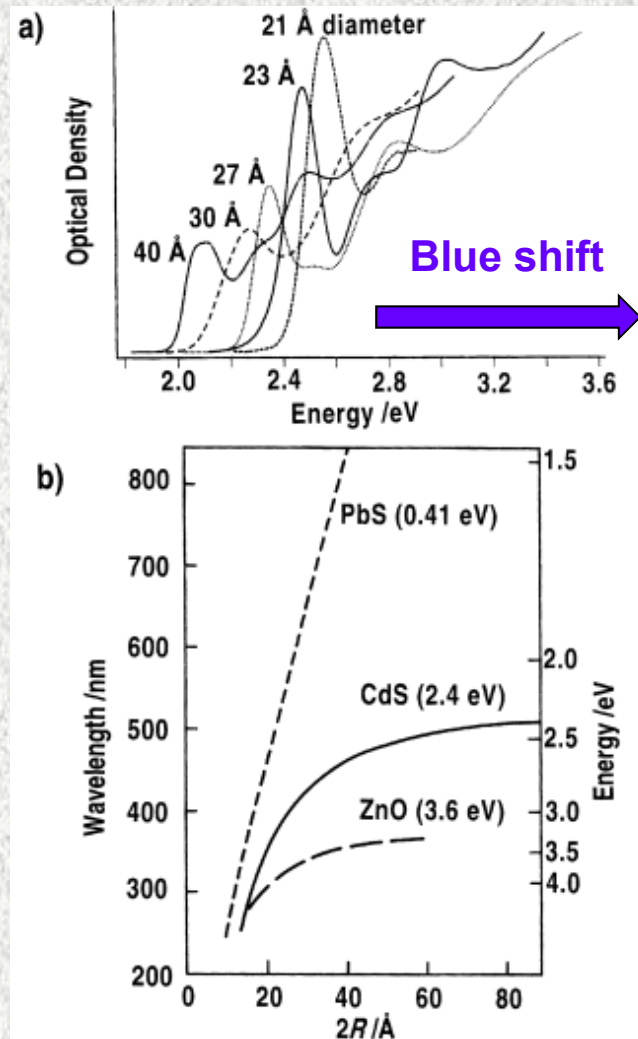 a)
21 Å diameter
23 Å
27 Å
30 Å
40 Å
Optical Density
Blue shift
2.0 2.4 2.8 3.2 3.6
Energy /eV
b)
800
700
600
500
400
300
200
Wavelength /nm
PbS (0.41 eV)
CdS (2.4 eV)
ZnO (3.6 eV)
1.5
2.0
2.5
3.0
3.5
4.0
Energy /eV
0 20 40 60 80
2R /Å